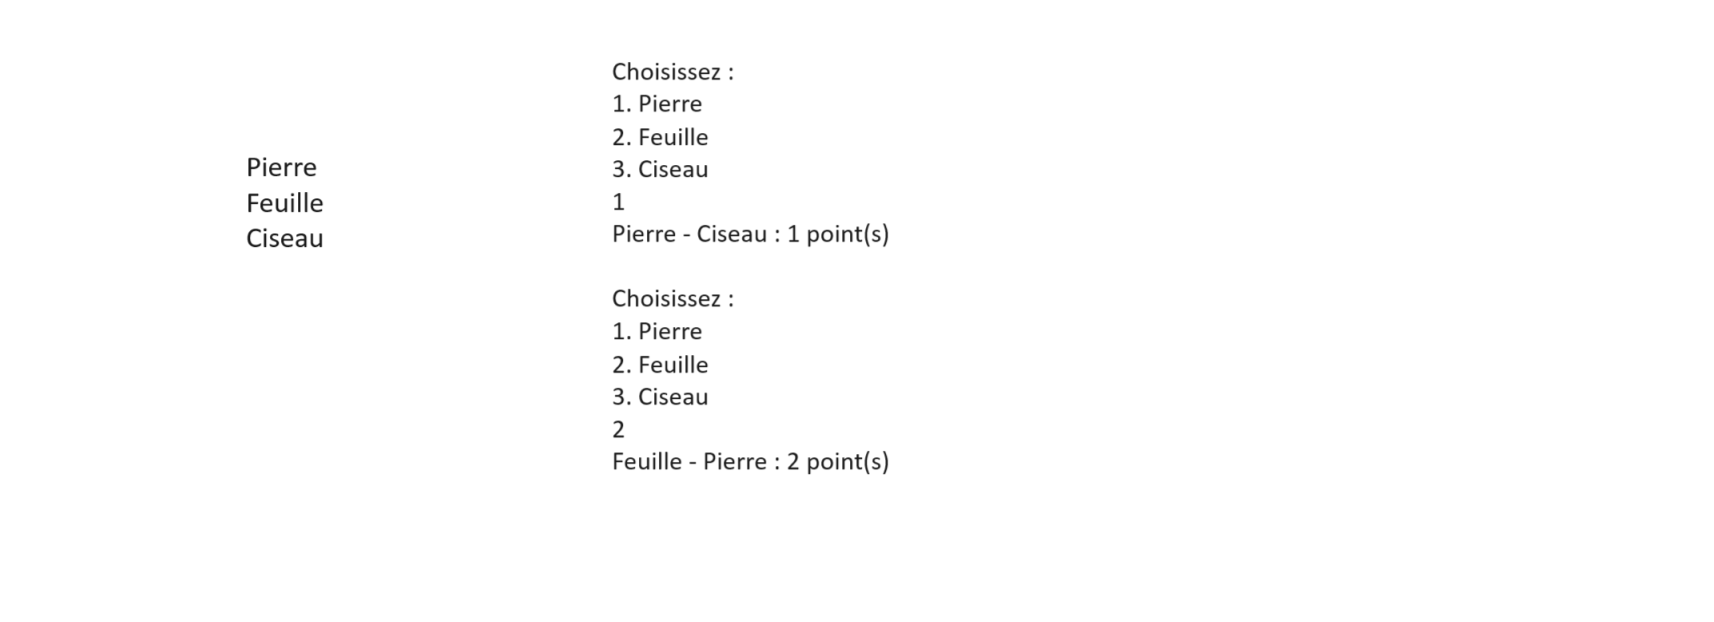 Pierre
Feuille
Ciseau
Choisissez :
1. Pierre
2. Feuille
3. Ciseau
1
Pierre - Ciseau : 1 point(s)
Choisissez :
1. Pierre
2. Feuille
3. Ciseau
2
Feuille - Pierre : 2 point(s)